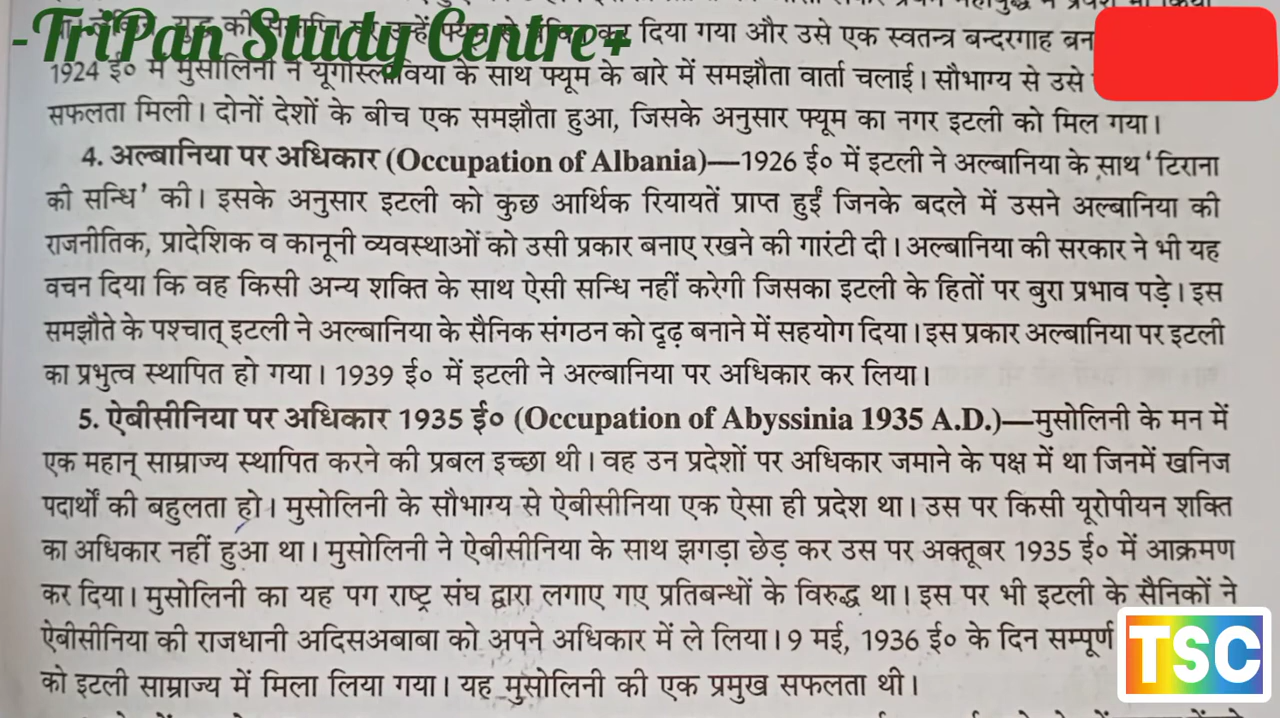 -TriPan Study Centre+
दिया गया और उसे एक स्वतन्त्र बन्दरगाह
1924 ई० में मुसोलिनी ने यूगोस्लाविया के साथ फ्यूम के बारे में समझौता वार्ता चलाई। सौभाग्य से उसे
सफलता मिली। दोनों देशों के बीच एक समझौता हुआ, जिसके अनुसार फ्यूम का नगर इटली को मिल गया।
4. अल्बानिया पर अधिकार (Occupation of Albania)—1926 ई० में इटली ने अल्बानिया के साथ ‘टिराना
की सन्धि’ की। इसके अनुसार इटली को कुछ आर्थिक रियायतें प्राप्त हुईं जिनके बदले में उसने अल्बानिया की
राजनीतिक, प्रादेशिक व कानूनी व्यवस्थाओं को उसी प्रकार बनाए रखने की गारंटी दी। अल्बानिया की सरकार ने भी यह
वचन दिया कि वह किसी अन्य शक्ति के साथ ऐसी सन्धि नहीं करेगी जिसका इटली के हितों पर बुरा प्रभाव पड़े। इस
समझौते के पश्चात् इटली ने अल्बानिया के सैनिक संगठन को दृढ़ बनाने में सहयोग दिया। इस प्रकार अल्बानिया पर इटली
का प्रभुत्व स्थापित हो गया। 1939 ई० में इटली ने अल्बानिया पर अधिकार कर लिया।
5. ऐबीसीनिया पर अधिकार 1935 ई० (Occupation of Abyssinia 1935 A.D.)—मुसोलिनी के मन में
एक महान् साम्राज्य स्थापित करने की प्रबल इच्छा थी। वह उन प्रदेशों पर अधिकार जमाने के पक्ष में था जिनमें खनिज
पदार्थों की बहुलता हो। मुसोलिनी के सौभाग्य से ऐबीसीनिया एक ऐसा ही प्रदेश था। उस पर किसी यूरोपीयन शक्ति
का अधिकार नहीं हुआ था। मुसोलिनी ने ऐबीसीनिया के साथ झगड़ा छेड़ कर उस पर अक्तूबर 1935 ई० में आक्रमण
कर दिया। मुसोलिनी का यह पग राष्ट्र संघ द्वारा लगाए गए प्रतिबन्धों के विरुद्ध था। इस पर भी इटली के सैनिकों ने
ऐबीसीनिया की राजधानी अदिसअबाबा को अपने अधिकार में ले लिया। 9 मई, 1936 ई० के दिन सम्पूर्ण
को इटली साम्राज्य में मिला लिया गया। यह मुसोलिनी की एक प्रमुख सफलता थी।
TSC